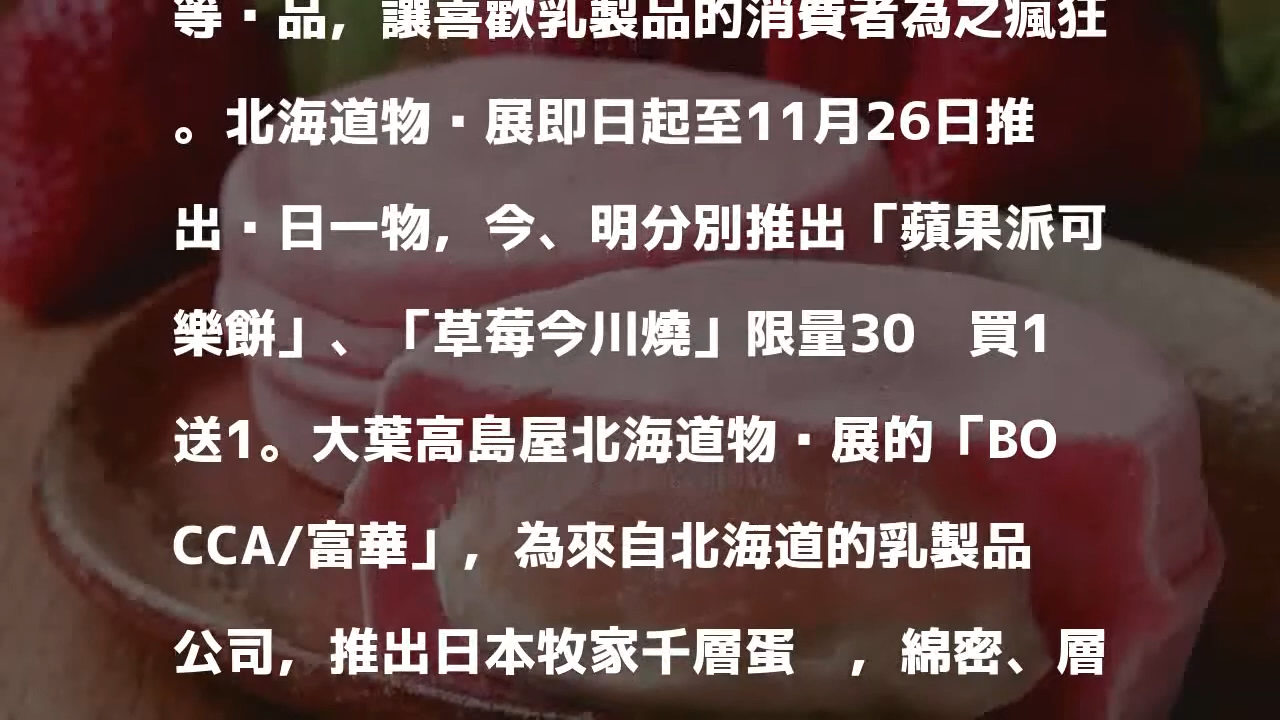 等・品，讓喜歡乳製品的消費者為之瘋狂
。北海道物・展即日起至11月26日推
出・日一物，今、明分別推出「蘋果派可
樂餅」、「草莓今川燒」限量30　買1
送1。大葉高島屋北海道物・展的「BO
CCA/富華」，為來自北海道的乳製品
公司，推出日本牧家千層蛋　，綿密、層